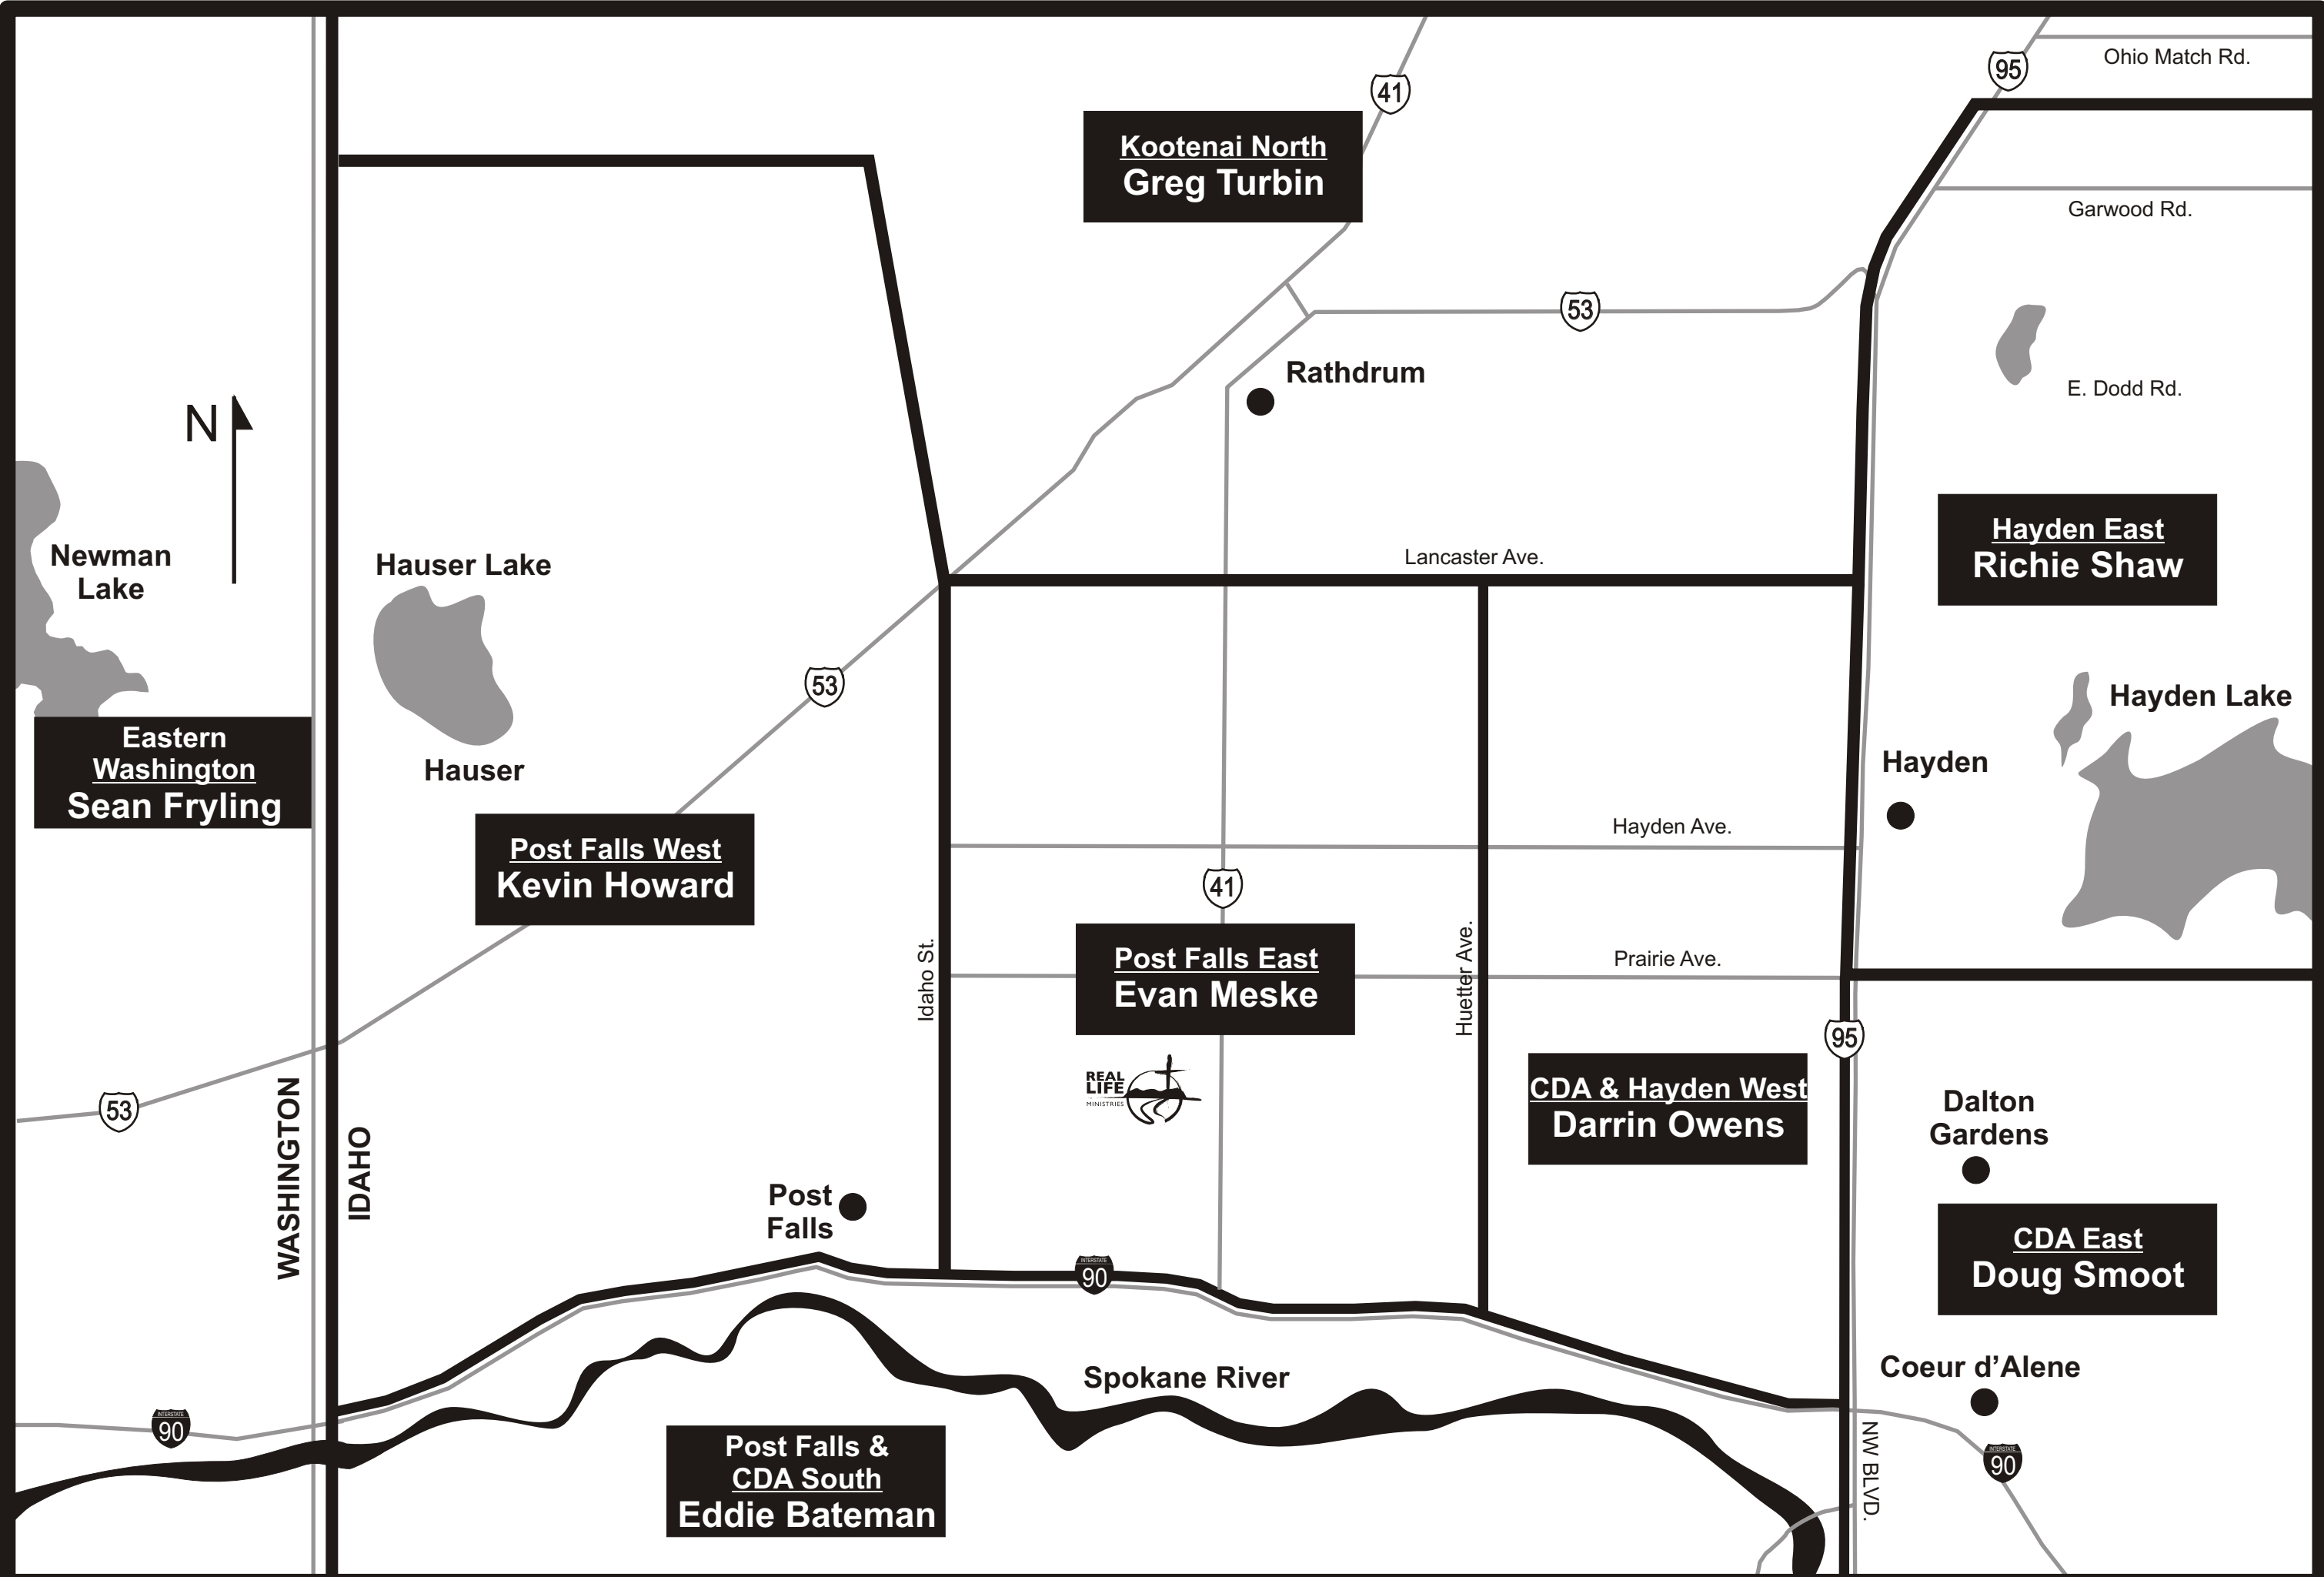 Ohio Match Rd.
95
41
Kootenai North
Greg Turbin
Garwood Rd.
53
Rathdrum
E. Dodd Rd.
N
Newman
Lake
Hauser Lake
Lancaster Ave.
Hayden East
Richie Shaw
53
Hayden Lake
Eastern
Washington
Sean Fryling
Hauser
Hayden
Post Falls West
Kevin Howard
Hayden Ave.
41
Idaho St.
Post Falls East
Evan Meske
Huetter Ave.
Prairie Ave.
95
REAL
LIFE
MINISTRIES
CDA & Hayden West
Darrin Owens
Dalton
Gardens
53
WASHINGTON
IDAHO
Post
Falls
CDA East
Doug Smoot
INTERSTATE
90
Spokane River
Coeur d’Alene
INTERSTATE
90
Post Falls &
CDA South
Eddie Bateman
NW BLVD.
INTERSTATE
90